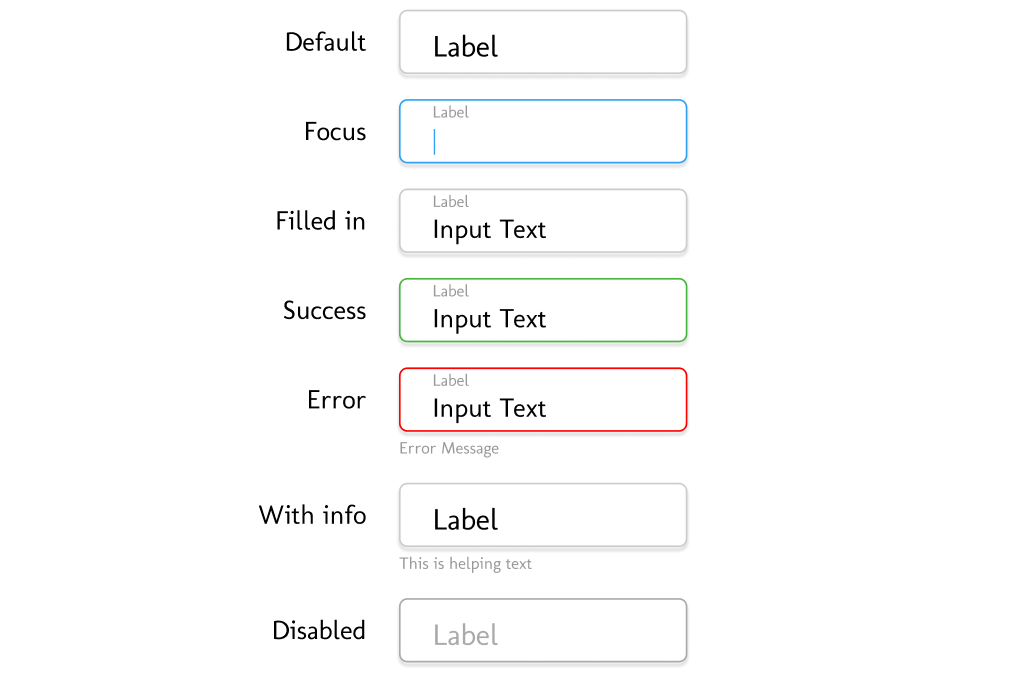 Default
Label
Focus
Label
Filled in
Label
Input Text
Success
Label
Input Text
Error
Label
Input Text
Error Message
With info
Label
This is helping text
Disabled
Label